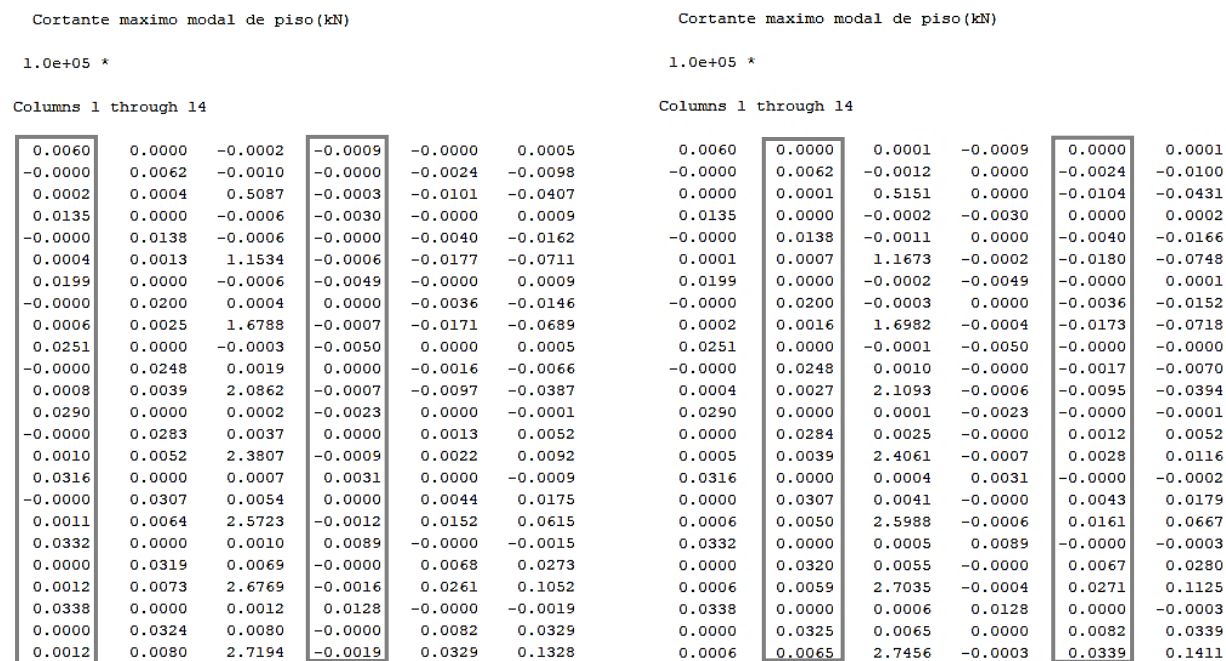 Cortante maximo modal de piso(kN)
1.0e+05 *
Columns 1 through 14
0.0060 0.0000 -0.0002 -0.0009 -0.0000 0.0005
-0.0000 0.0062 -0.0010 -0.0000 -0.0024 -0.0098
0.0002 0.0004 0.5087 -0.0003 -0.0101 -0.0407
0.0135 0.0000 -0.0006 -0.0030 -0.0000 0.0009
-0.0000 0.0138 -0.0006 -0.0000 -0.0040 -0.0162
0.0004 0.0013 1.1534 -0.0006 -0.0177 -0.0711
0.0199 0.0000 -0.0006 -0.0049 -0.0000 0.0009
-0.0000 0.0200 0.0004 0.0000 -0.0036 -0.0146
0.0006 0.0025 1.6788 -0.0007 -0.0171 -0.0689
0.0251 0.0000 -0.0003 -0.0050 0.0000 0.0005
-0.0000 0.0248 0.0019 0.0000 -0.0016 -0.0066
0.0008 0.0039 2.0862 -0.0007 -0.0097 -0.0387
0.0290 0.0000 0.0002 -0.0023 0.0000 -0.0001
-0.0000 0.0283 0.0037 0.0000 0.0013 0.0052
0.0010 0.0052 2.3807 -0.0009 0.0022 0.0092
0.0316 0.0000 0.0007 0.0031 0.0000 -0.0009
-0.0000 0.0307 0.0054 0.0000 0.0044 0.0175
0.0011 0.0064 2.5723 -0.0012 0.0152 0.0615
0.0332 0.0000 0.0010 0.0089 -0.0000 -0.0015
0.0000 0.0319 0.0069 -0.0000 0.0068 0.0273
0.0012 0.0073 2.6769 -0.0016 0.0261 0.1052
0.0338 0.0000 0.0012 0.0128 -0.0000 -0.0019
0.0000 0.0324 0.0080 -0.0000 0.0082 0.0329
0.0012 0.0080 2.7194 -0.0019 0.0329 0.1328
Cortante maximo modal de piso(kN)
1.0e+05 *
Columns 1 through 14
0.0060 0.0000 0.0001 -0.0009 0.0000 0.0001
-0.0000 0.0062 -0.0012 0.0000 -0.0024 -0.0100
0.0000 0.0001 0.5151 0.0000 -0.0104 -0.0431
0.0135 0.0000 -0.0002 -0.0030 0.0000 0.0002
-0.0000 0.0138 -0.0011 0.0000 -0.0040 -0.0166
0.0001 0.0007 1.1673 -0.0002 -0.0180 -0.0748
0.0199 0.0000 -0.0002 -0.0049 -0.0000 0.0001
-0.0000 0.0200 -0.0003 0.0000 -0.0036 -0.0152
0.0002 0.0016 1.6982 -0.0004 -0.0173 -0.0718
0.0251 0.0000 -0.0001 -0.0050 -0.0000 -0.0000
-0.0000 0.0248 0.0010 -0.0000 -0.0017 -0.0070
0.0004 0.0027 2.1093 -0.0006 -0.0095 -0.0394
0.0290 0.0000 0.0001 -0.0023 -0.0000 -0.0001
0.0000 0.0284 0.0025 -0.0000 0.0012 0.0052
0.0005 0.0039 2.4061 -0.0007 0.0028 0.0116
0.0316 0.0000 0.0004 0.0031 -0.0000 -0.0002
0.0000 0.0307 0.0041 -0.0000 0.0043 0.0179
0.0006 0.0050 2.5988 -0.0006 0.0161 0.0667
0.0332 0.0000 0.0005 0.0089 -0.0000 -0.0003
0.0000 0.0320 0.0055 -0.0000 0.0067 0.0280
0.0006 0.0059 2.7035 -0.0004 0.0271 0.1125
0.0338 0.0000 0.0006 0.0128 0.0000 -0.0003
0.0000 0.0325 0.0065 0.0000 0.0082 0.0339
0.0006 0.0065 2.7456 -0.0003 0.0339 0.1411